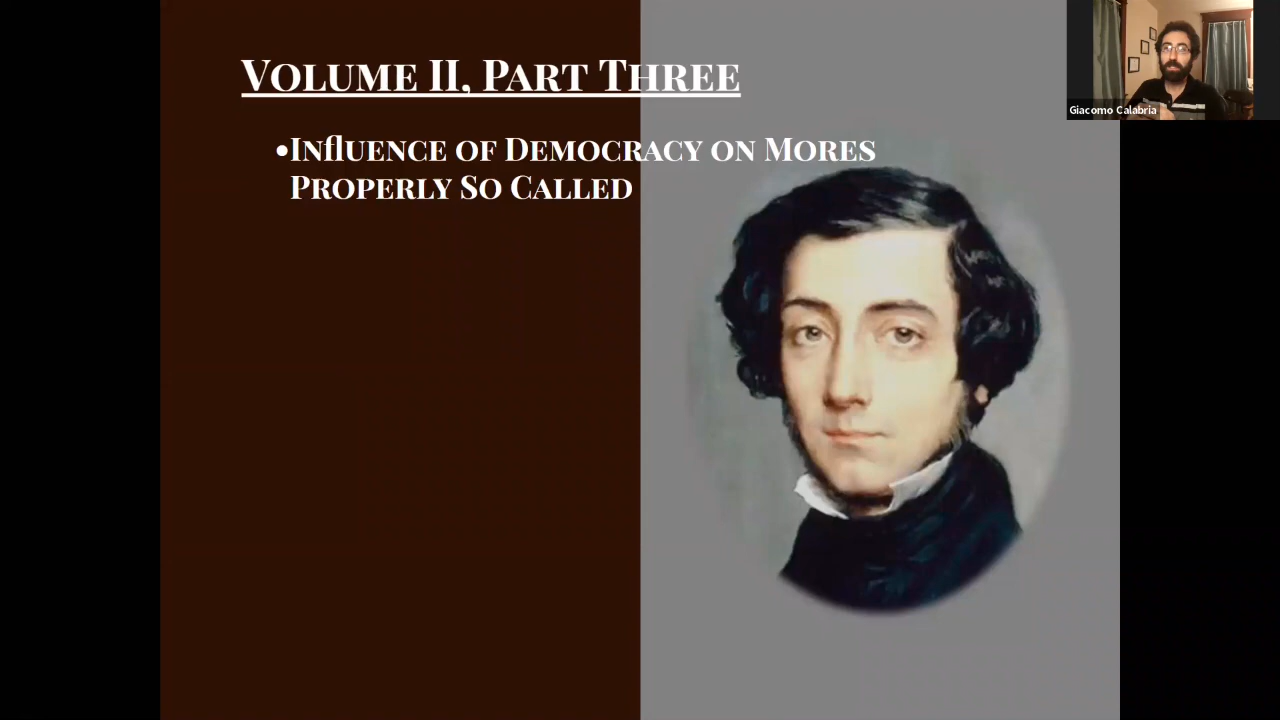 Volume II, Part Three
•Influence of Democracy on Mores
Properly So Called
Giacomo Calabria